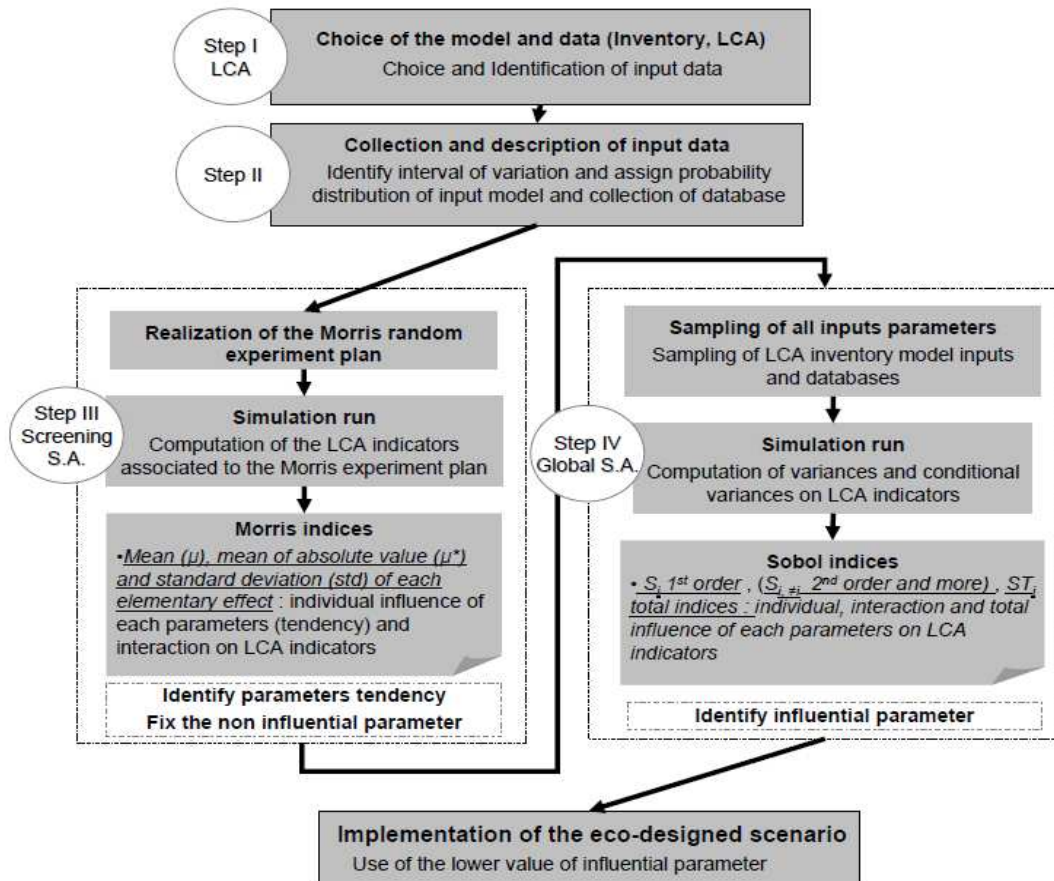 Step I
LCA
Choice of the model and data (Inventory, LCA)
Choice and Identification of input data
Step II
Collection and description of input data
Identify interval of variation and assign probability
distribution of input model and collection of database
Step III
Screening
S.A.
Realization of the Morris random
experiment plan
Simulation run
Computation of the LCA indicators
associated to the Morris experiment plan
Morris indices
•Mean (μ), mean of absolute value (μ*)
and standard deviation (std) of each
elementary effect : individual influence of
each parameters (tendency) and
interaction on LCA indicators
Identify parameters tendency
Fix the non influential parameter
Step IV
Global S.A.
Sampling of all inputs parameters
Sampling of LCA inventory model inputs
and databases
Simulation run
Computation of variances and conditional
variances on LCA indicators
Sobol indices
• Si 1st order , (Si, ≠j 2nd order and more) , STi
total indices : individual, interaction and total
influence of each parameters on LCA
indicators
Identify influential parameter
Implementation of the eco-designed scenario
Use of the lower value of influential parameter